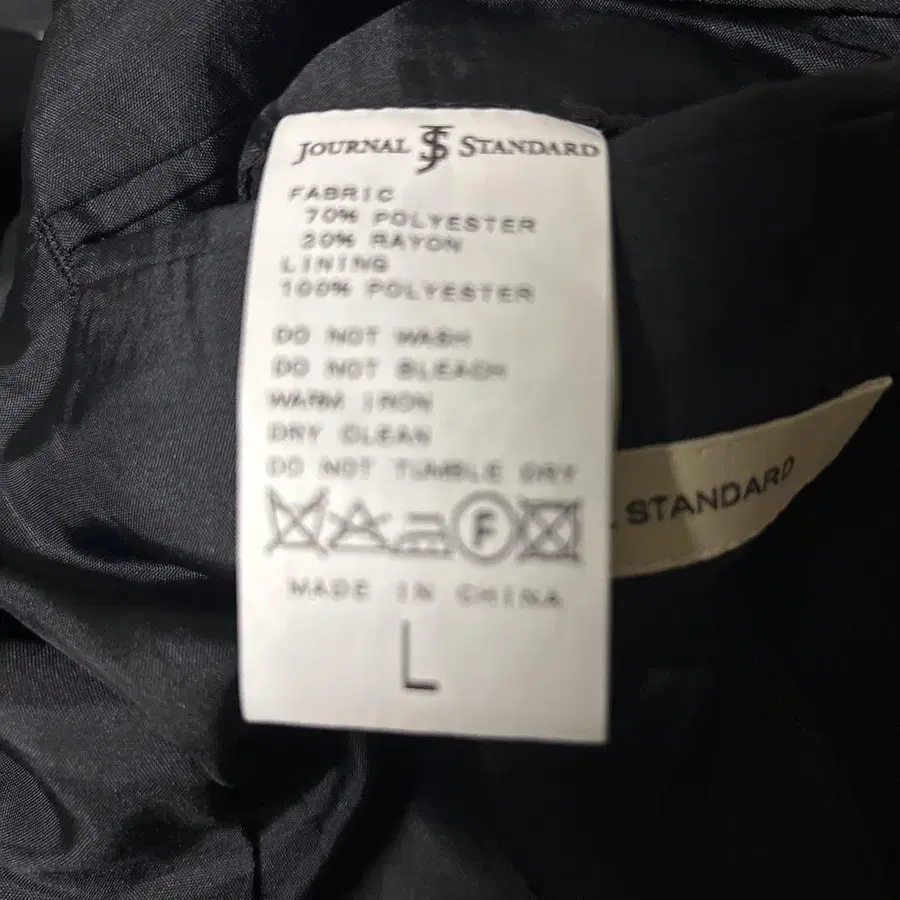 JOURNAL JS STANDARD
FABRIC
70% POLYESTER
20% RAYON
LINING
100% POLYESTER
DO NOT WASH
DO NOT BLEACH
WARM IRON
DRY CLEAN
DO NOT TUMBLE DRY
F
MADE IN CHINA
L
STANDARD